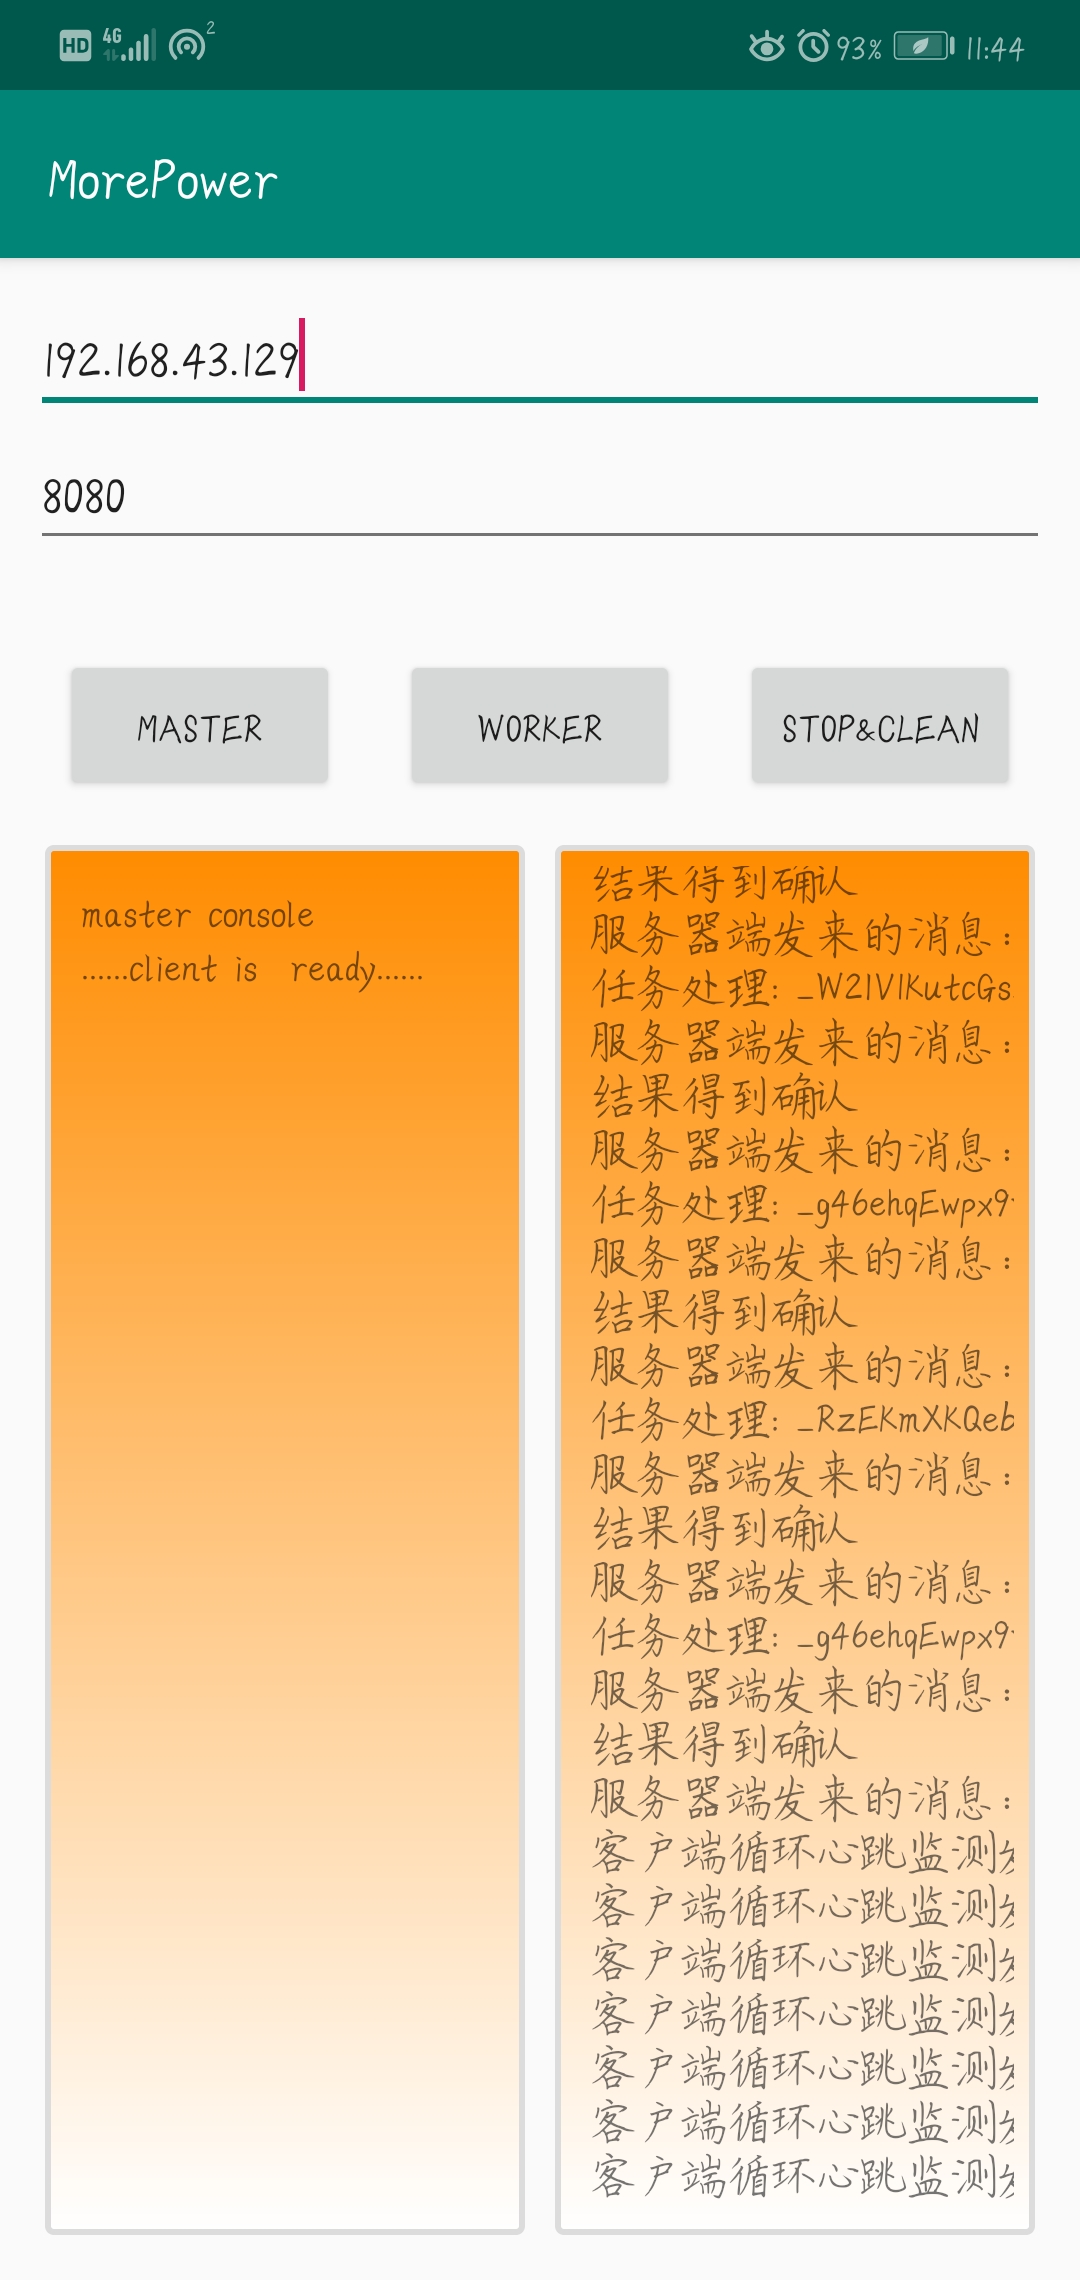 HD 4G 2 93% 11:44
MorePower
192.168.43.129
8080
MASTER WORKER STOP&CLEAN
master console
......client is ready......
结果得到确认
服务器端发来的消息:
任务处理: _W21VlKutcGs
服务器端发来的消息:
结果得到确认
服务器端发来的消息:
任务处理: _g46ehqEwpx9
服务器端发来的消息:
结果得到确认
服务器端发来的消息:
任务处理: _RzEKmXKQeb
服务器端发来的消息:
结果得到确认
服务器端发来的消息:
任务处理: _g46ehqEwpx9
服务器端发来的消息:
结果得到确认
服务器端发来的消息:
客户端循环心跳监测
客户端循环心跳监测
客户端循环心跳监测
客户端循环心跳监测
客户端循环心跳监测
客户端循环心跳监测
客户端循环心跳监测